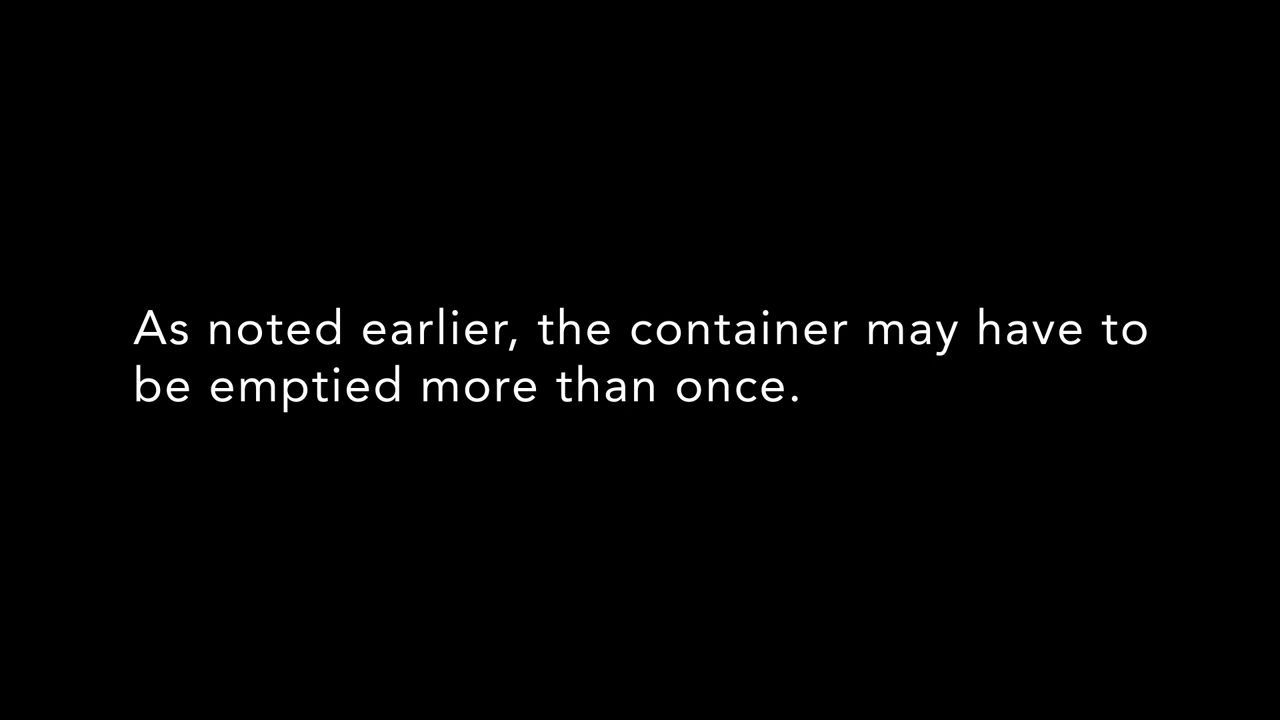 As noted earlier, the container may have to
be emptied more than once.